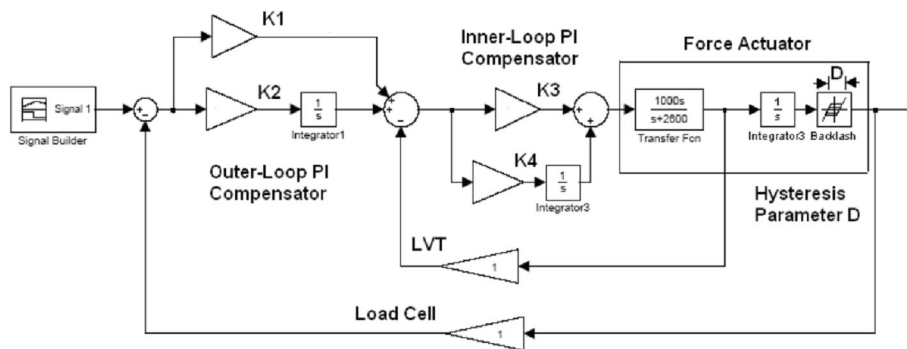 K1
Inner-Loop PI
Compensator
Force Actuator
D
Signal 1
Signal Builder
K2
1
s
Integrator1
K3
1000s
s+2600
Transfer Fcn
1
s
Integrator3
Backlash
Outer-Loop PI
Compensator
K4
1
s
Integrator3
Hysteresis
Parameter D
LVT
1
Load Cell
1